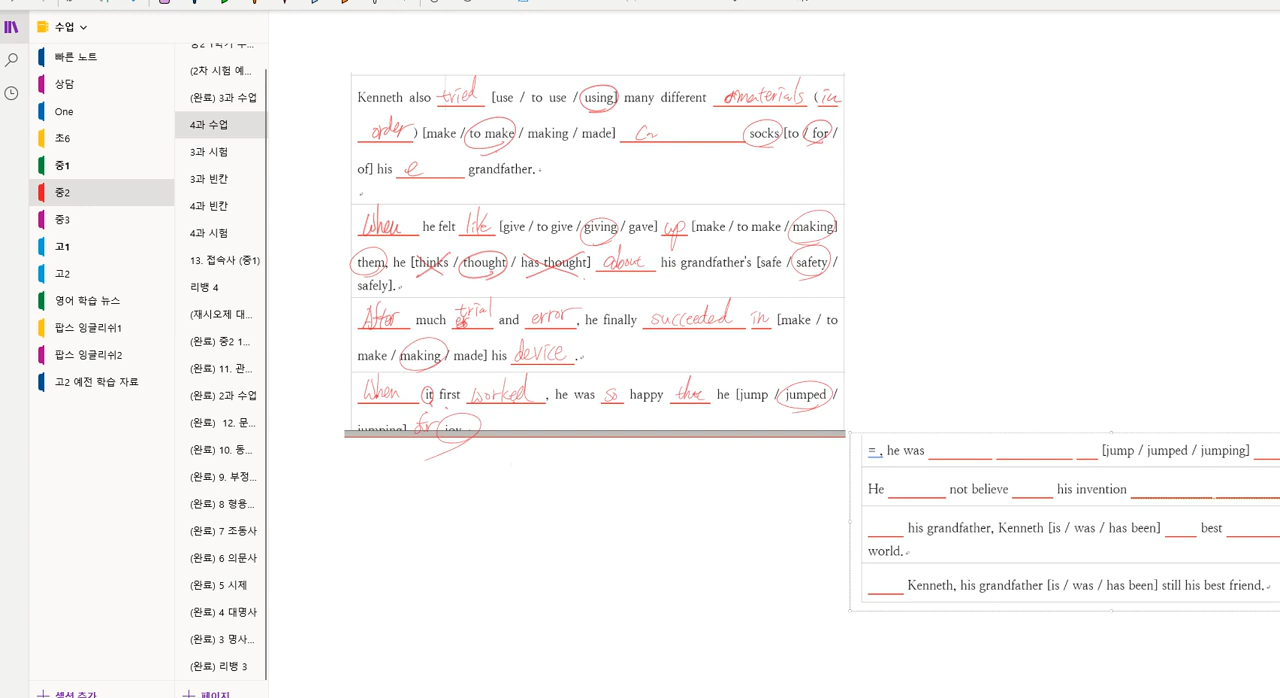 수업
빠른 노트
상담
One
초6
중1
중2
중3
고1
고2
영어 학습 뉴스
팝스 잉글리쉬1
팝스 잉글리쉬2
고2 예전 학습 자료
섹션 추가
(2차 시험 예...
(완료) 3과 수업
4과 수업
3과 시험
3과 빈칸
4과 빈칸
4과 시험
13. 접속사 (중1)
리뱅 4
(재시오제 대...
(완료) 중2 1...
(완료) 11. 관...
(완료) 2과 수업
(완료) 12. 문...
(완료) 10. 동...
(완료) 9. 부정...
(완료) 8 형용...
(완료) 7 조동사
(완료) 6 의문사
(완료) 5 시제
(완료) 4 대명사
(완료) 3 명사...
(완료) 리뱅 3
페이지
Kenneth also tried [use / to use / using] many different materials (in
order) [make / to make / making / made] socks [to / for /
of] his grandfather.
When he felt like [give / to give / giving / gave] up [make / to make / making]
them, he [thinks / thought / has thought] about his grandfather's [safe / safety /
safely].
After much trial and error, he finally succeeded in [make / to
make / making / made] his device.
When it first worked, he was so happy he [jump / jumped /
jumping] for joy
= , he was [jump / jumped / jumping]
He not believe his invention
his grandfather, Kenneth [is / was / has been] best
world.
Kenneth, his grandfather [is / was / has been] still his best friend.